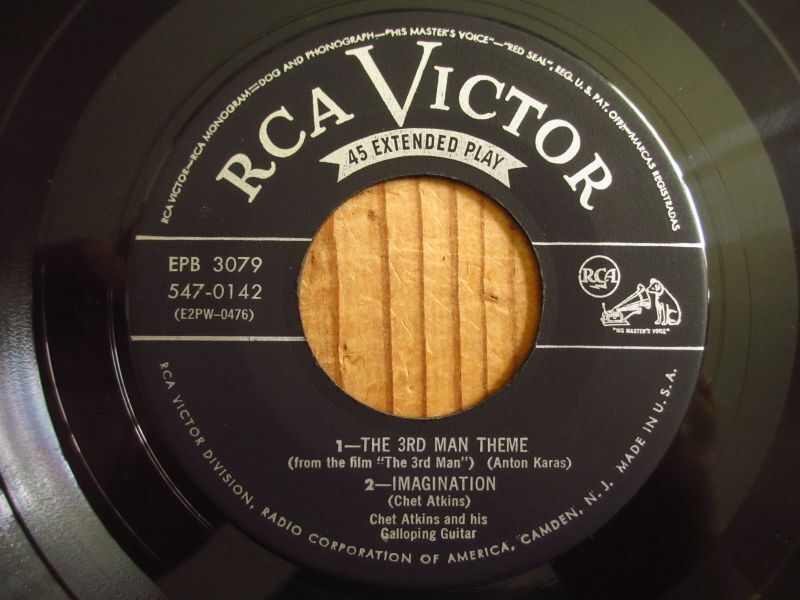 RCA VICTOR—RCA MONOGRAM—DOG AND PHONOGRAPH—"HIS MASTER'S VOICE"—"RED SEAL", REG. U.S. PAT. OFF.—MARCAS REGISTRADAS
RCA VICTOR
45 EXTENDED PLAY
EPB 3079
547-0142
(E2PW-0476)
RCA
"HIS MASTER'S VOICE"
1—THE 3RD MAN THEME
(from the film "The 3rd Man") (Anton Karas)
2—IMAGINATION
(Chet Atkins)
Chet Atkins and his
Galloping Guitar
RCA VICTOR DIVISION, RADIO CORPORATION OF AMERICA, CAMDEN, N. J. MADE IN U.S.A.